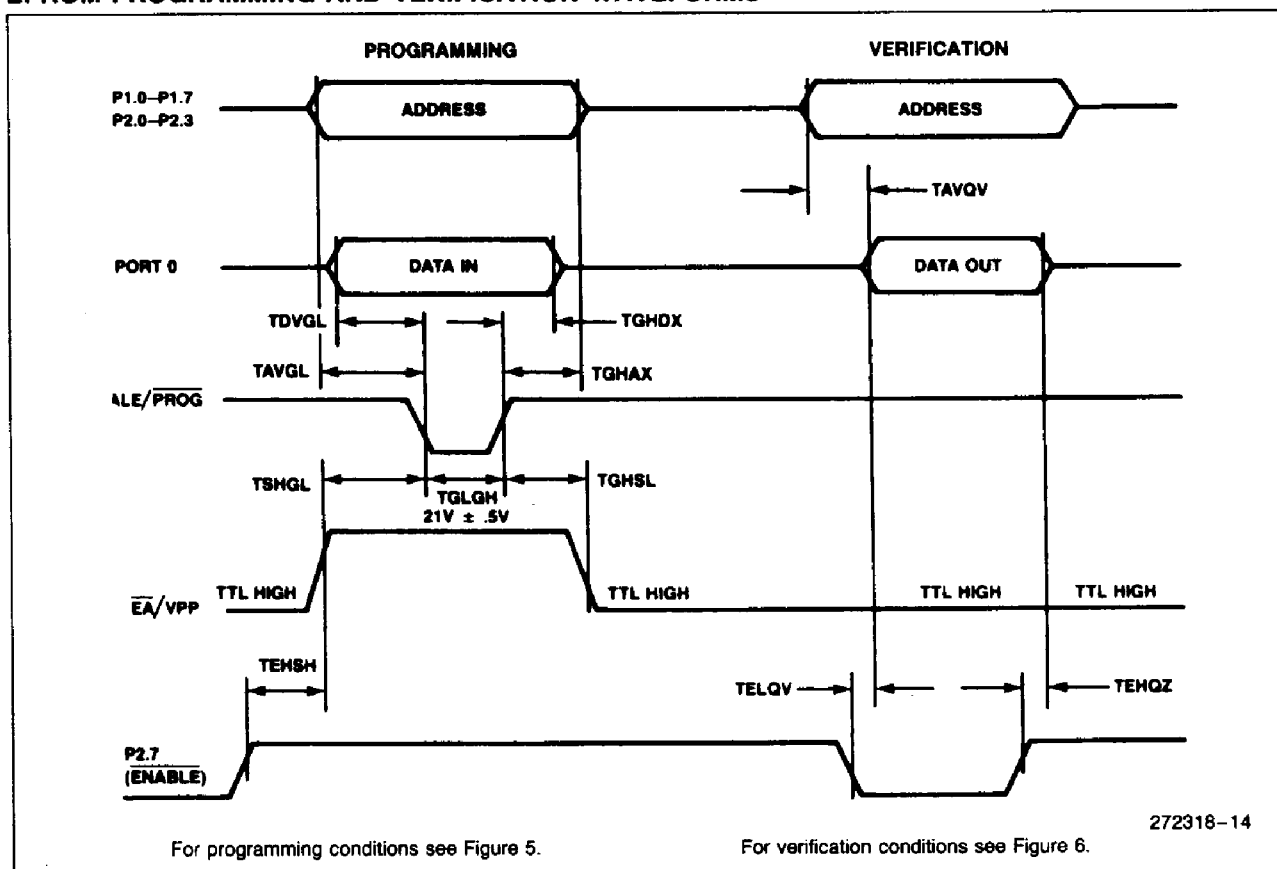 PROGRAMMING VERIFICATION
P1.0–P1.7
P2.0–P2.3
ADDRESS ADDRESS
TAVQV
PORT 0
DATA IN DATA OUT
TDVGL TGHDX
TAVGL TGHAX
ALE/PROG
TSHGL TGLGH TGHSL
21V ± .5V
EA/VPP
TTL HIGH TTL HIGH TTL HIGH TTL HIGH
TEHSH TELQV TEHQZ
P2.7
(ENABLE)
272318–14
For programming conditions see Figure 5. For verification conditions see Figure 6.